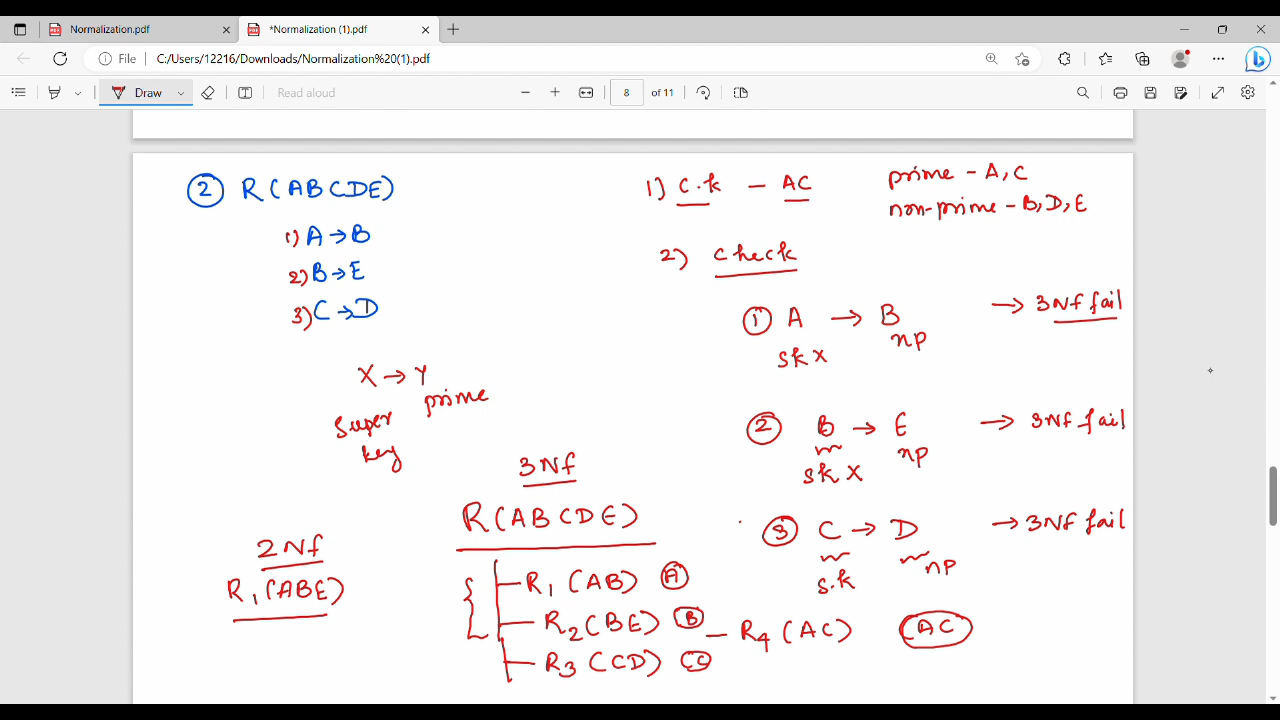 Normalization.pdf
*Normalization (1).pdf
File
C:/Users/12216/Downloads/Normalization%20(1).pdf
Draw
Read aloud
8 of 11
② R(ABCDE)
1) A→B
2) B→E
3) C→D
X→Y
Super key
prime
2Nf
R1(ABE)
3Nf
R(ABCDE)
R1(AB) Ⓐ
R2(BE) Ⓑ
R3(CD) Ⓒ
R4(AC)
AC
1) C.k – AC
prime – A, C
non-prime – B, D, E
2) Check
① A → B → 3Nf fail
sk X np
② B → E → 3Nf fail
sk X np
③ C → D → 3Nf fail
s.k np